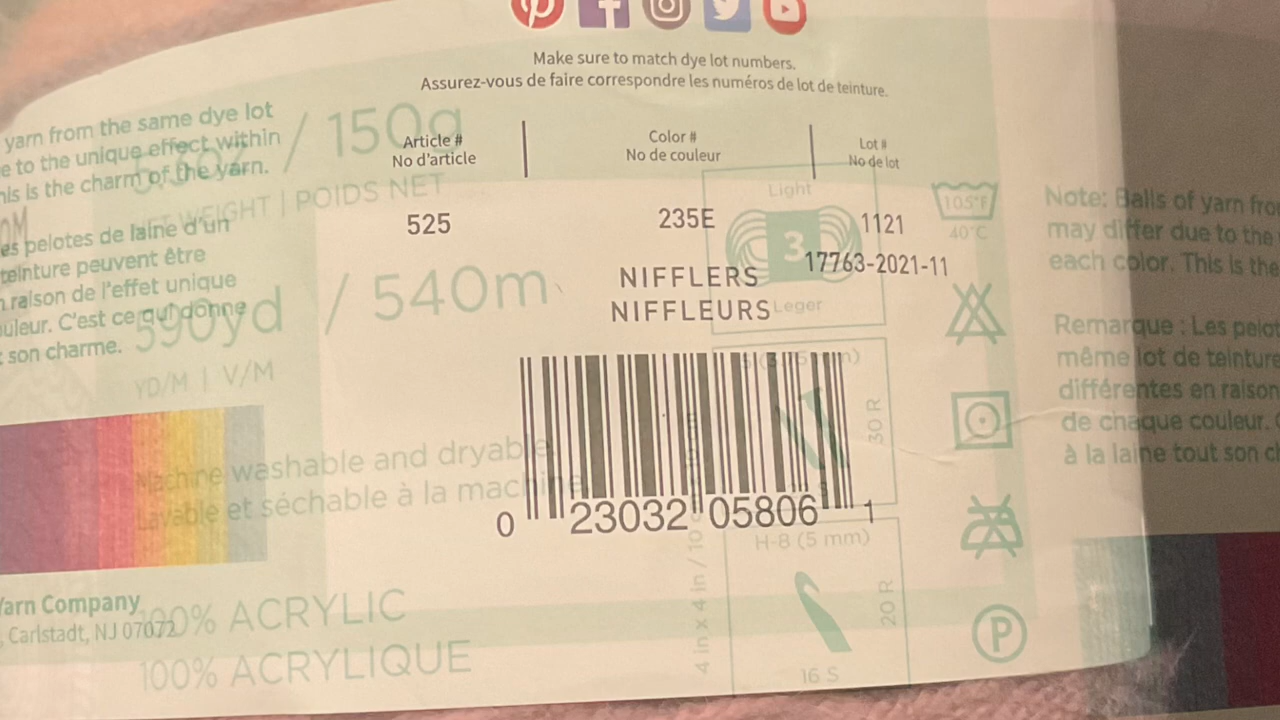 Make sure to match dye lot numbers.
Assurez-vous de faire correspondre les numéros de lot de teinture.
yarn from the same dye lot
e to the unique effect within
his is the charm of the yarn.
es pelotes de laine d'un
teinture peuvent être
n raison de l'effet unique
ouleur. C'est ce qui donne
son charme.
/ 150g
NET WEIGHT | POIDS NET
590yd / 540m
YD/M | V/M
Article #
No d'article
525
Color #
No de couleur
235E
NIFFLERS
NIFFLEURS
Lot #
No de lot
1121
17763-2021-11
Light
3
Leger
105°F
40°C
Machine washable and dryable
Lavable et séchable à la machine
0 23032 05806 1
30 R
H-8 (5 mm)
20 R
16 S
4 in x 4 in / 10
P
Yarn Company
Carlstadt, NJ 07072
100% ACRYLIC
100% ACRYLIQUE
Note: Balls of yarn from
may differ due to the
each color. This is the
Remarque : Les pelot
même lot de teinture
différentes en raison
de chaque couleur.
à la laine tout son ch